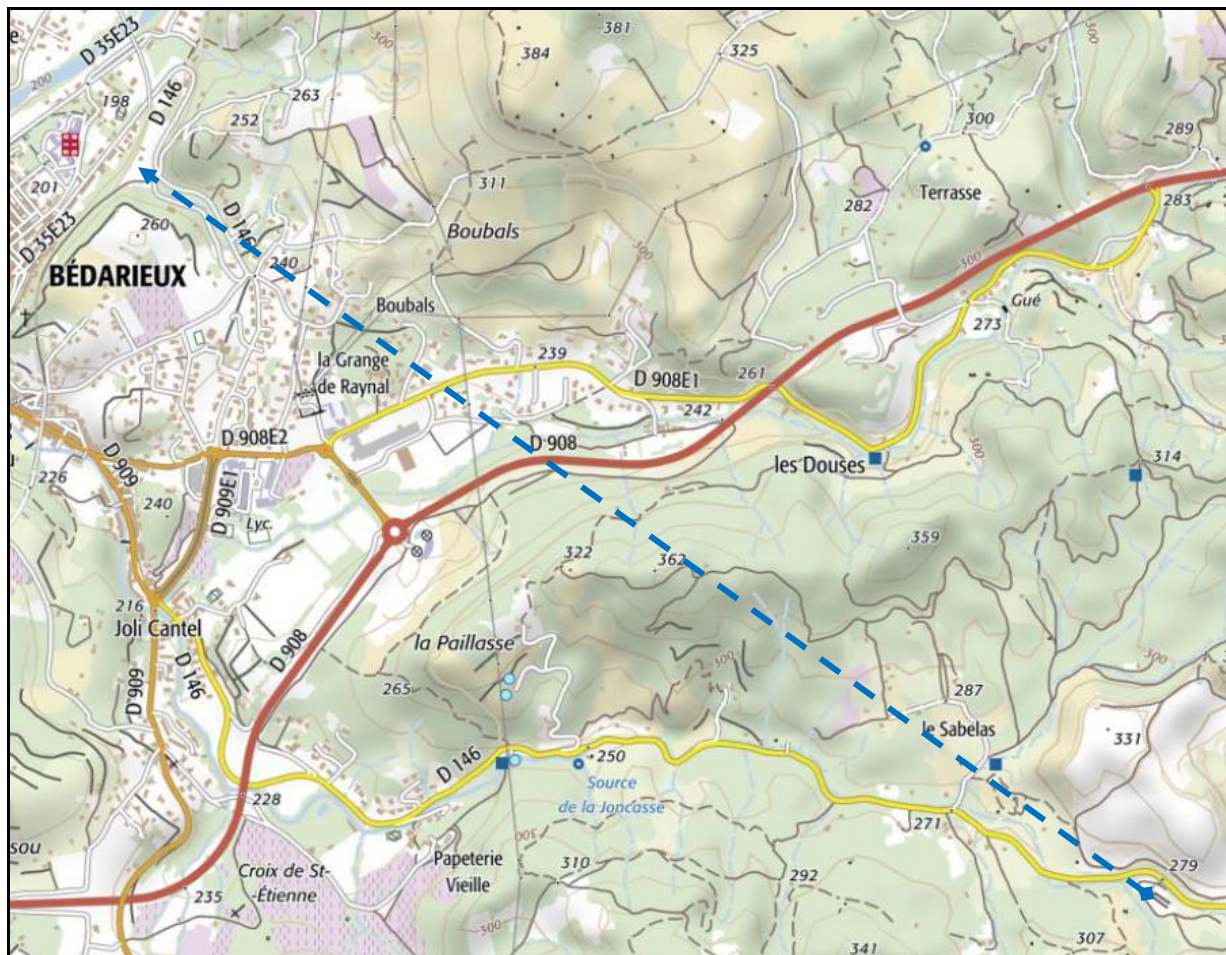 D 35E23
381
325
300
384
200
198
D 146
263
252
300
289
201
311
Terrasse
282
283
D 35E23
260
D 146
Boubals
300
BÉDARIEUX
240
300
Boubals
Gué
273
239
la Grange
de Raynal
D 908E1
261
242
D 908E2
D 908
les Douses
300
314
226
D 909
240
D 909E1
Lyc.
322
362
359
216
Joli Cantel
la Paillasse
300
300
D 908
D 146
265
287
le Sabelas
331
D 909
250
D 146
Source
de la Joncasse
228
271
300
sou
Papeterie
Vieille
310
279
Croix de St-
-Étienne
292
235
300
307
341